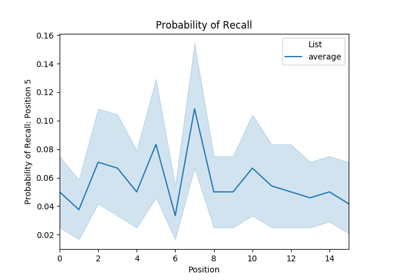 Probability of Recall
0.16
0.14
0.12
0.10
0.08
0.06
0.04
0.02
Probability of Recall: Position 5
List
average
0 2 4 6 8 10 12 14
Position